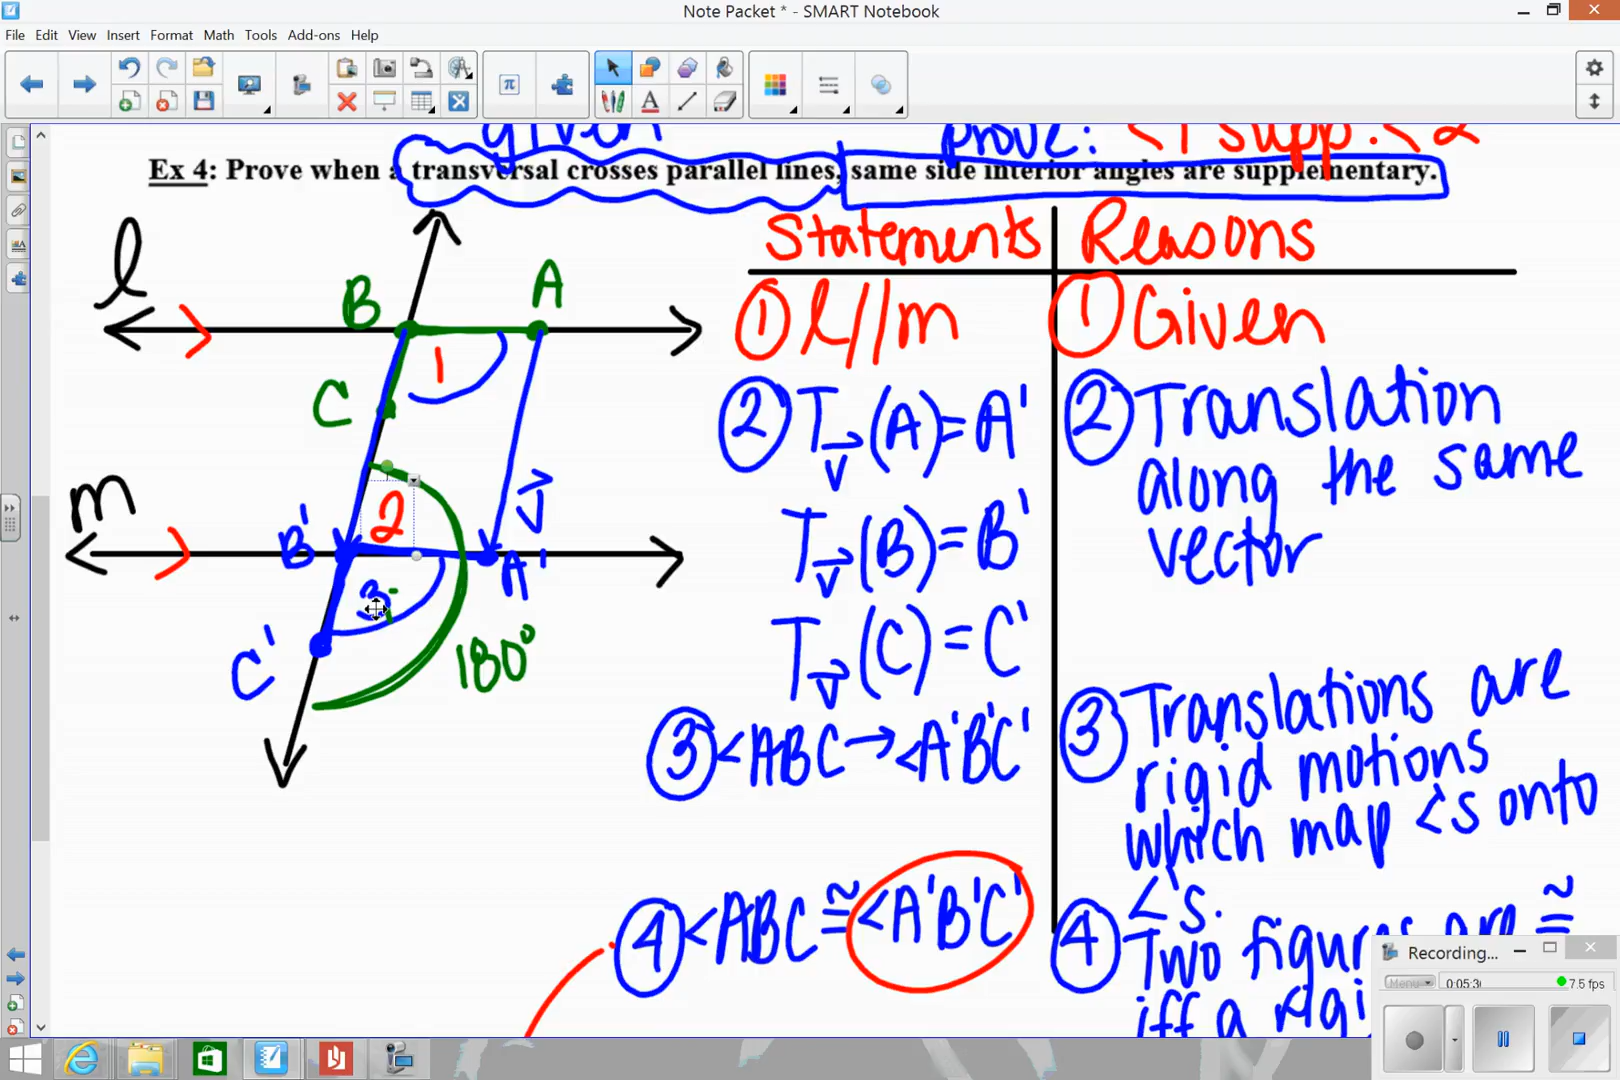 Note Packet * - SMART Notebook
File Edit View Insert Format Math Tools Add-ons Help
given prove: <1 supp. <2
Ex 4: Prove when a transversal crosses parallel lines, same side interior angles are supplementary.
Statements Reasons
l
B A
① l//m ① Given
1
C
② T→v (A) = A' ② Translation
along the same
vector
m
2
v→
B' A'
T→v (B) = B'
3
C'
180°
T→v (C) = C'
③ <ABC → <A'B'C' ③ Translations are
rigid motions
which map <s onto
<'s.
④ <ABC ≅ <A'B'C' ④ Two figures are ≅
iff a rigi
Recording...
Menu 0:05:3 7.5 fps